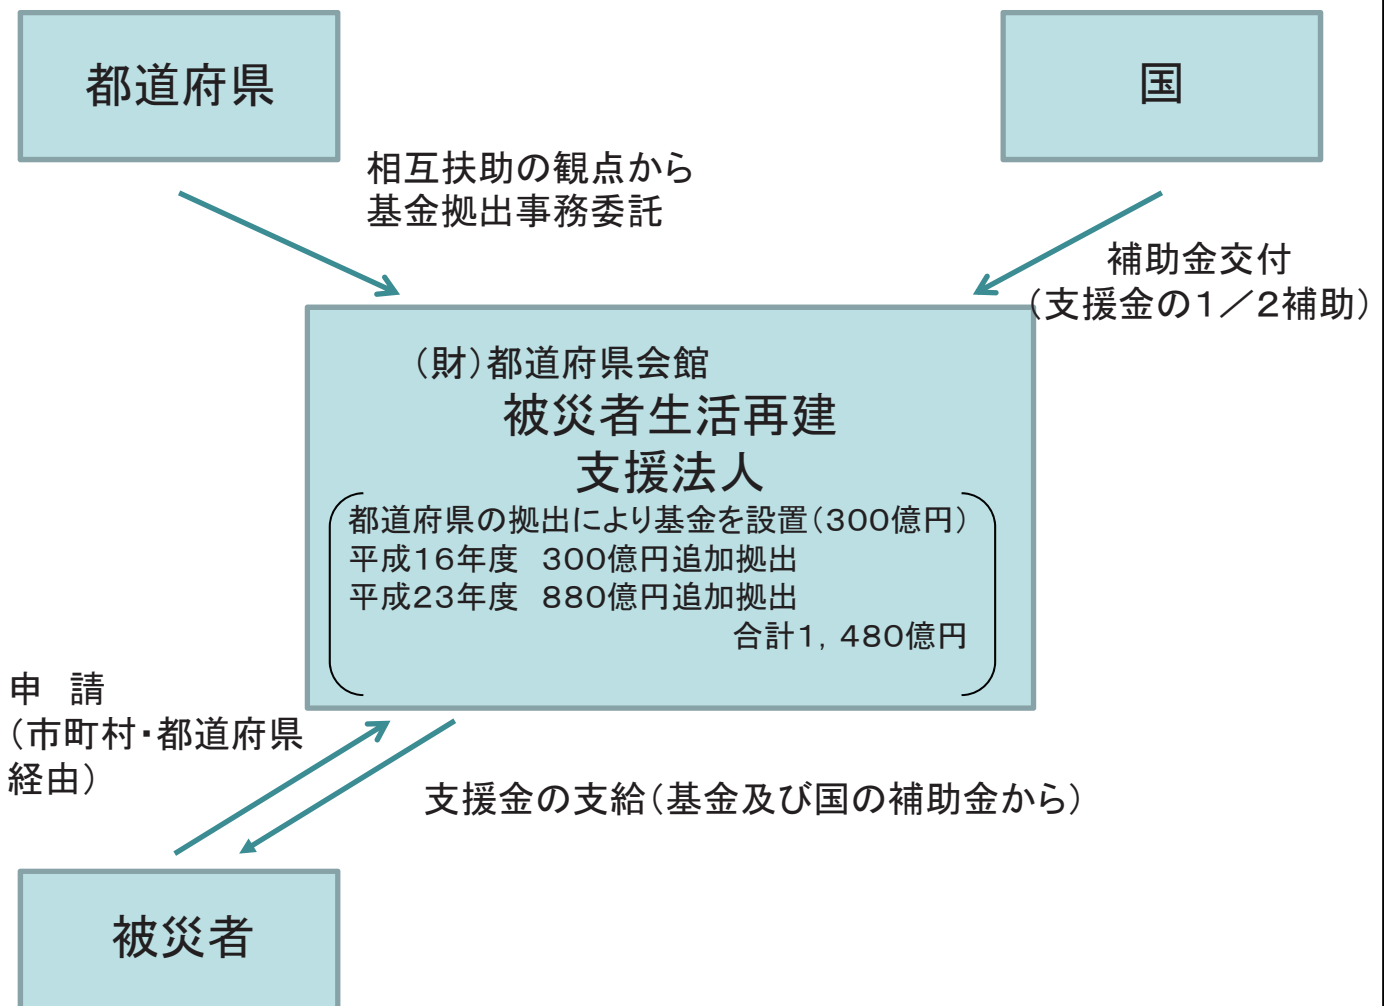 都道府県
国
相互扶助の観点から
基金拠出事務委託
補助金交付
（支援金の１／２補助）
（財）都道府県会館
被災者生活再建
支援法人
都道府県の拠出により基金を設置（３００億円）
平成１６年度　３００億円追加拠出
平成２３年度　８８０億円追加拠出
合計１，４８０億円
申　請
（市町村・都道府県
経由）
支援金の支給（基金及び国の補助金から）
被災者